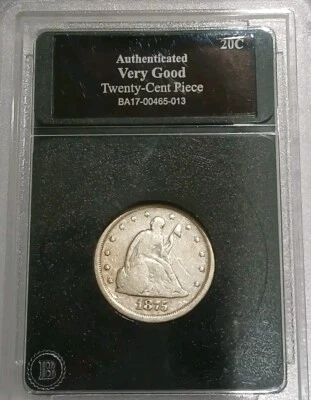 20C
Authenticated
Very Good
Twenty-Cent Piece
BA17-00465-013
1875
B